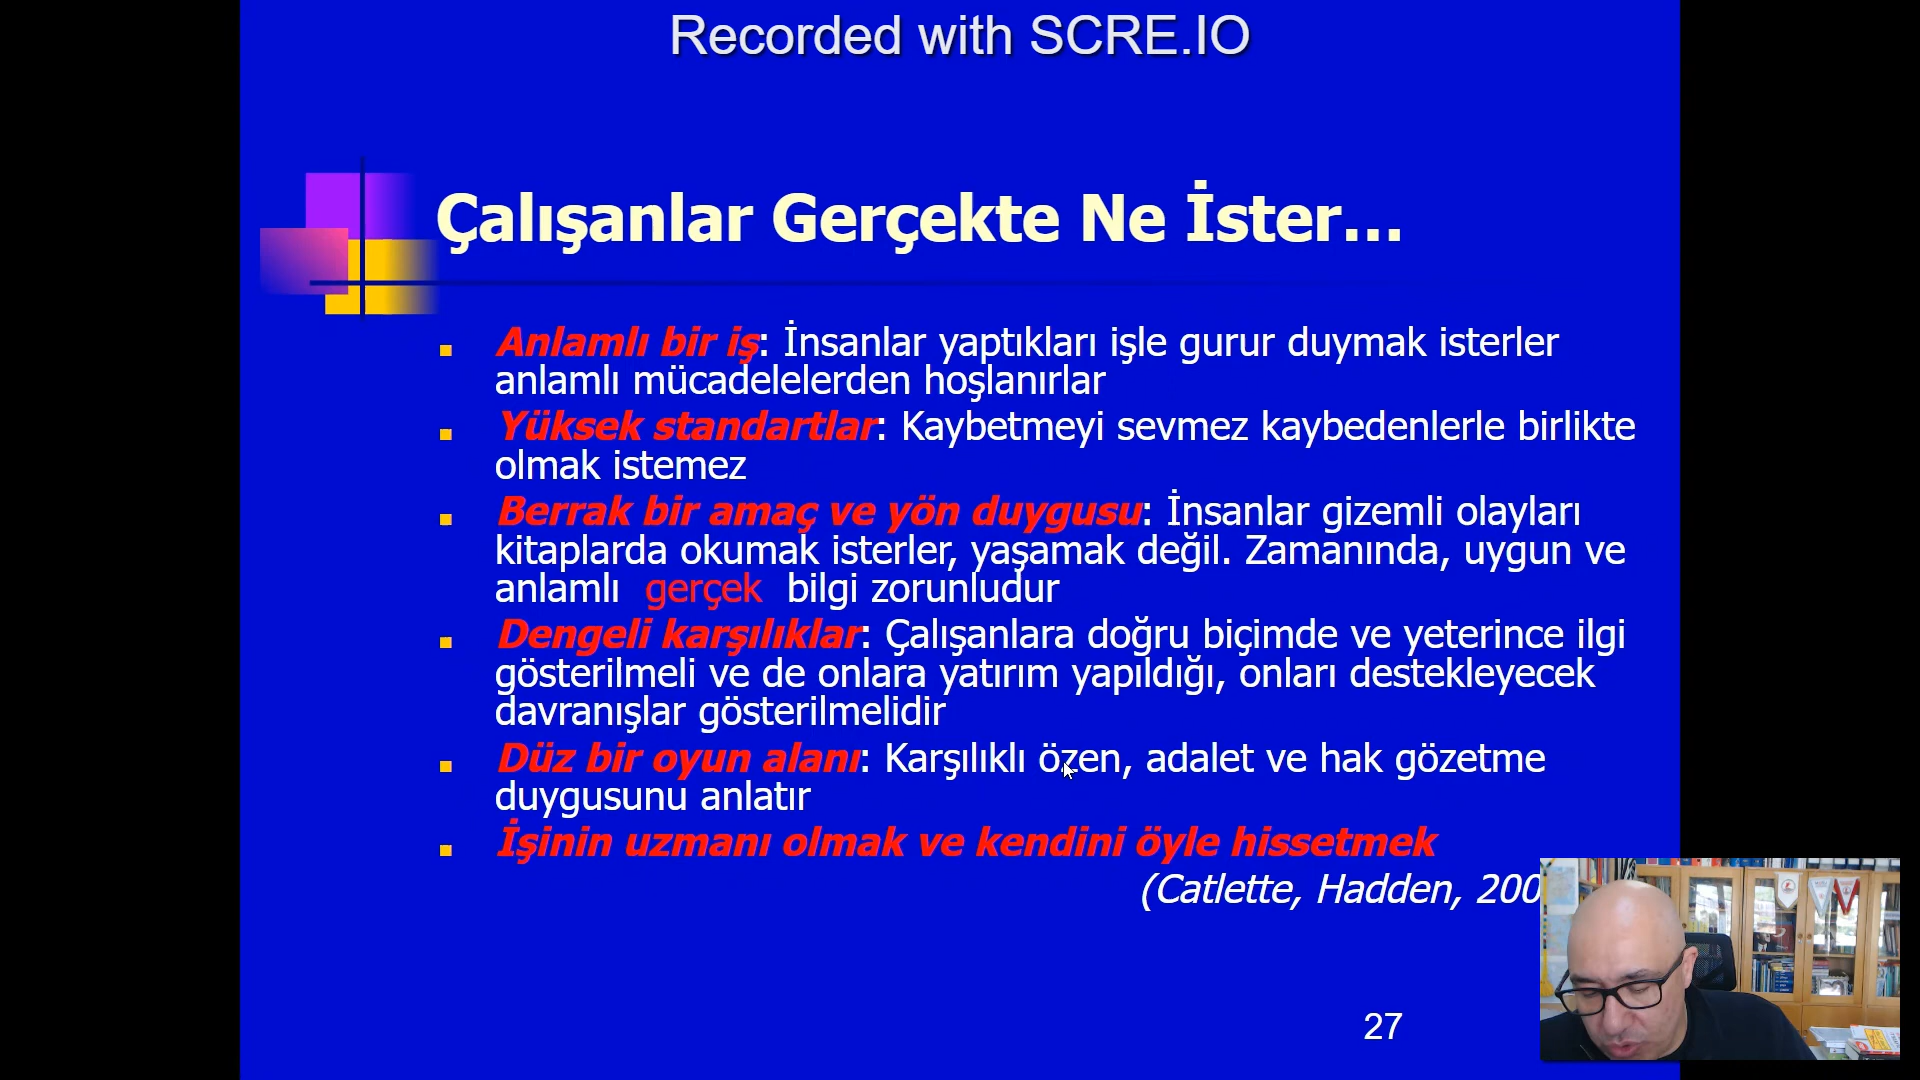 Recorded with SCRE.IO
Çalışanlar Gerçekte Ne İster...
Anlamlı bir iş: İnsanlar yaptıkları işle gurur duymak isterler
anlamlı mücadelelerden hoşlanırlar
Yüksek standartlar: Kaybetmeyi sevmez kaybedenlerle birlikte
olmak istemez
Berrak bir amaç ve yön duygusu: İnsanlar gizemli olayları
kitaplarda okumak isterler, yaşamak değil. Zamanında, uygun ve
anlamlı gerçek bilgi zorunludur
Dengeli karşılıklar: Çalışanlara doğru biçimde ve yeterince ilgi
gösterilmeli ve de onlara yatırım yapıldığı, onları destekleyecek
davranışlar gösterilmelidir
Düz bir oyun alanı: Karşılıklı özen, adalet ve hak gözetme
duygusunu anlatır
İşinin uzmanı olmak ve kendini öyle hissetmek
(Catlette, Hadden, 200
27